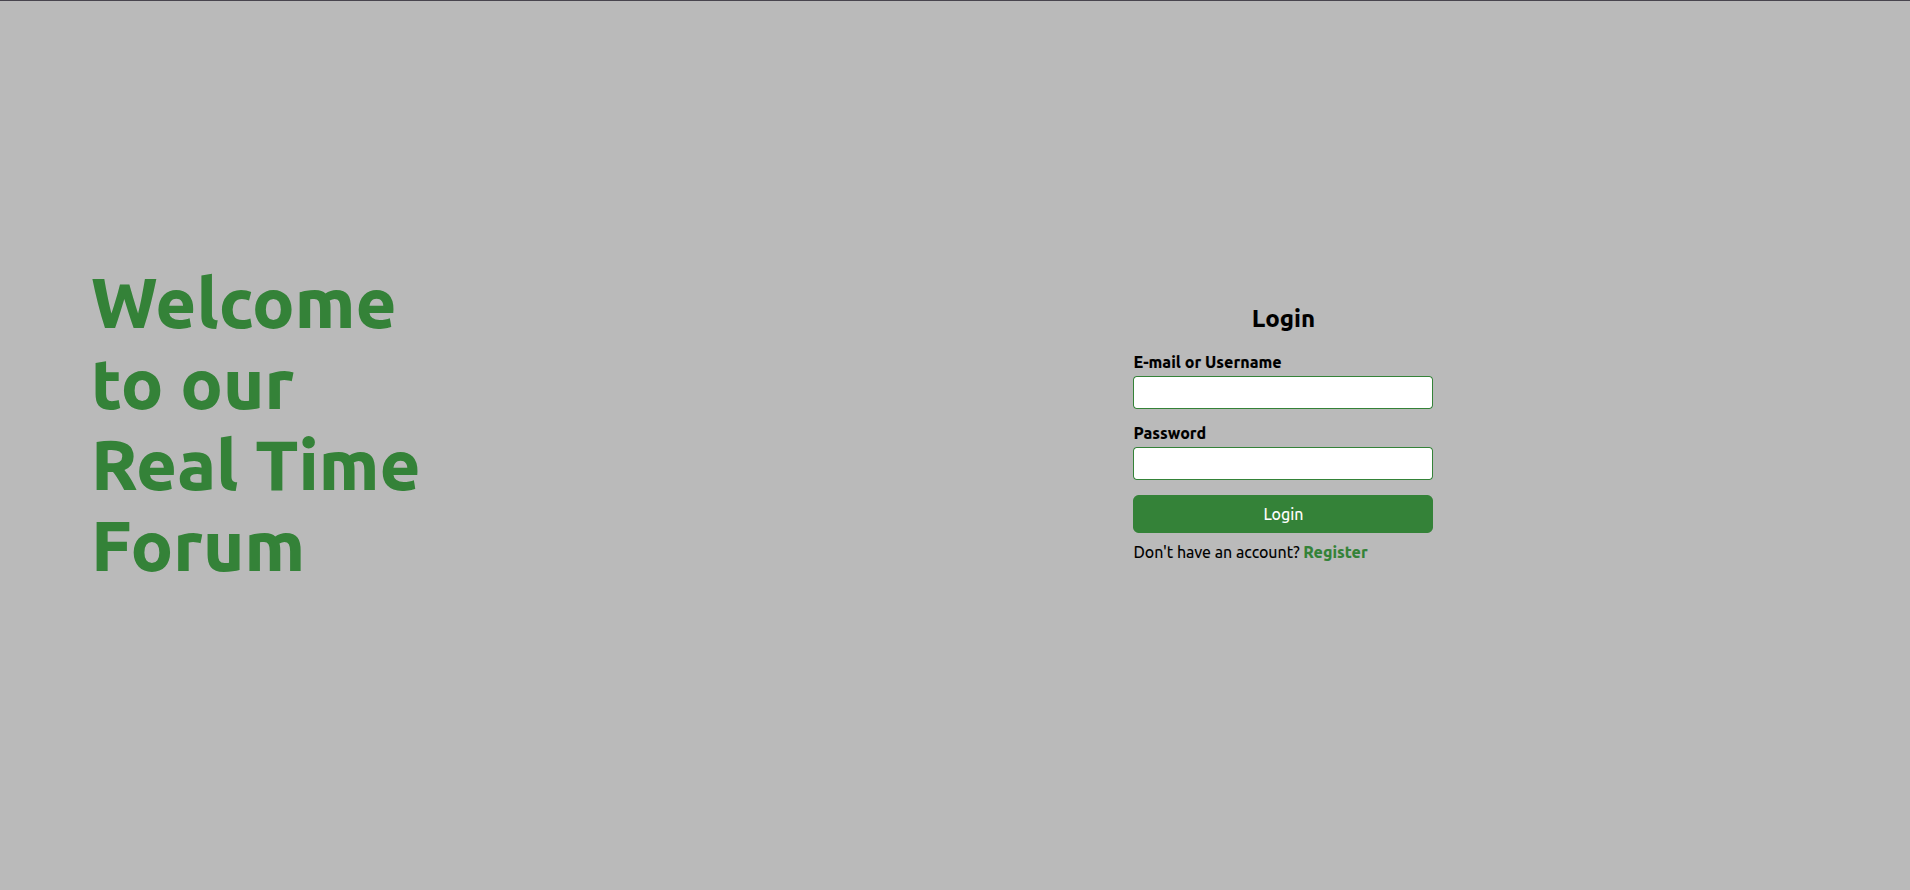 Welcome
to our
Real Time
Forum
Login
E-mail or Username
Password
Login
Don't have an account? Register